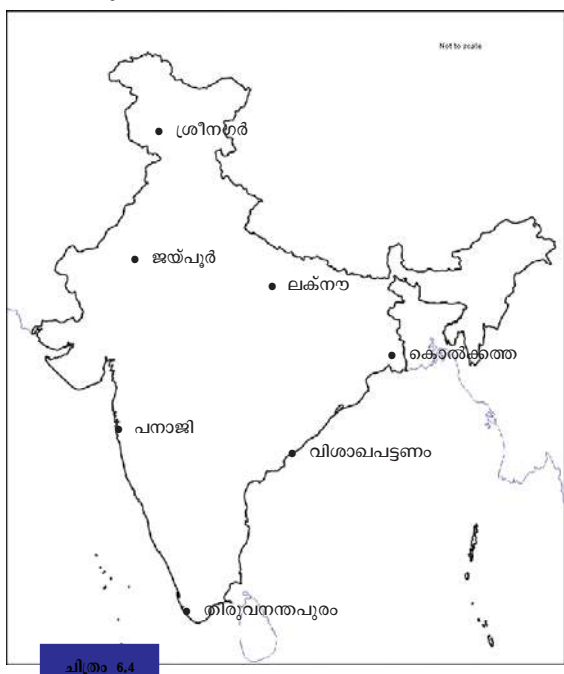 Not to scale
ശ്രീനഗർ
ജയ്പൂർ
ലക്നൗ
കൊൽക്കത്ത
പനാജി
വിശാഖപട്ടണം
തിരുവനന്തപുരം
ചിത്രം 6.4